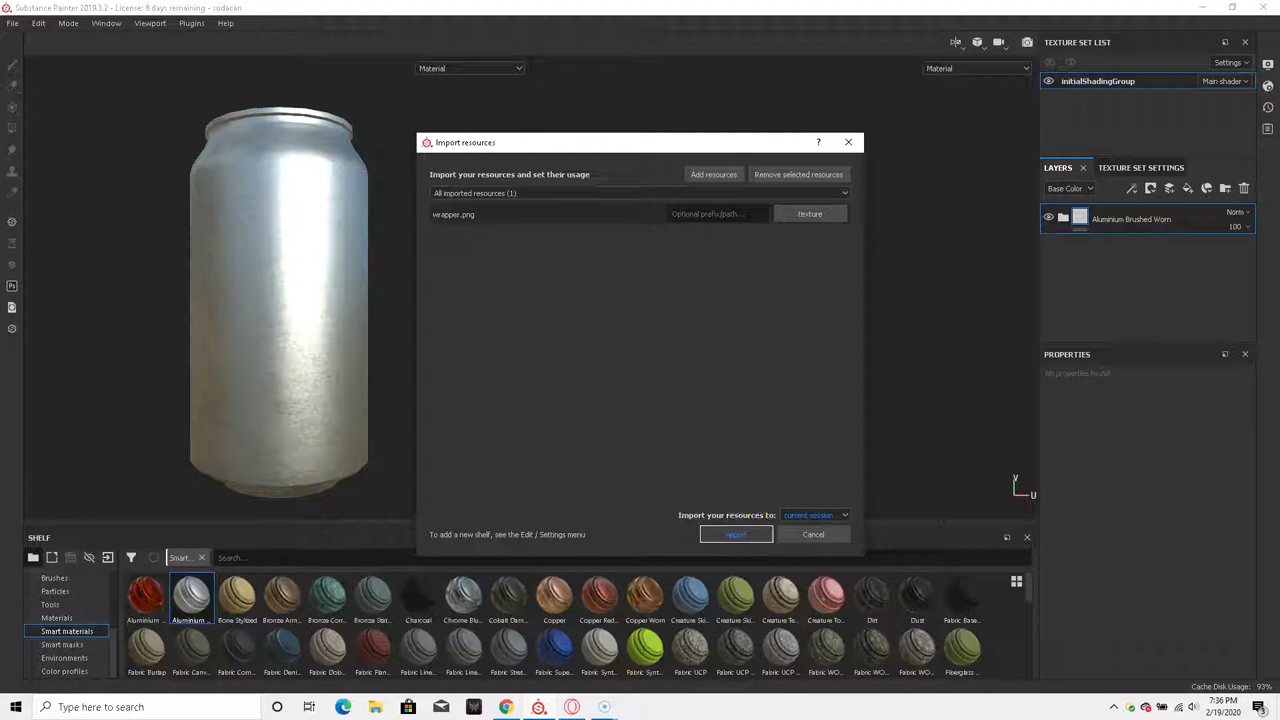 Substance Painter 2019.3.2 - License: 8 days remaining - sodacan
File Edit Mode Window Viewport Plugins Help
Material
Material
TEXTURE SET LIST
Settings
initialShadingGroup Main shader
LAYERS TEXTURE SET SETTINGS
Base Color
Aluminium Brushed Worn Norm
100
PROPERTIES
No properties found
Import resources ?
Import your resources and set their usage Add resources Remove selected resources
All imported resources (1)
wrapper.png Optional prefix/path... texture
Import your resources to: current session
To add a new shelf, see the Edit / Settings menu Import Cancel
V
U
SHELF
Smart... Search...
Brushes
Particles
Tools
Materials
Smart materials
Smart masks
Environments
Color profiles
Aluminium ... Aluminium ... Bone Stylized Bronze Arm... Bronze Corr... Bronze Stat... Charcoal Chrome Blu... Cobalt Dam... Copper Copper Red... Copper Worn Creature Ski... Creature Ski... Creature Te... Creature To... Dirt Dust Fabric Base...
Fabric Burlap Fabric Canv... Fabric Com... Fabric Deni... Fabric Dob... Fabric Flan... Fabric Line... Fabric Line... Fabric Stret... Fabric Supe... Fabric Synt... Fabric Synt... Fabric UCP Fabric UCP ... Fabric UCP ... Fabric WO... Fabric WO... Fabric WO... Fiberglass ...
Cache Disk Usage: 93%
Type here to search
7:36 PM
2/19/2020
3